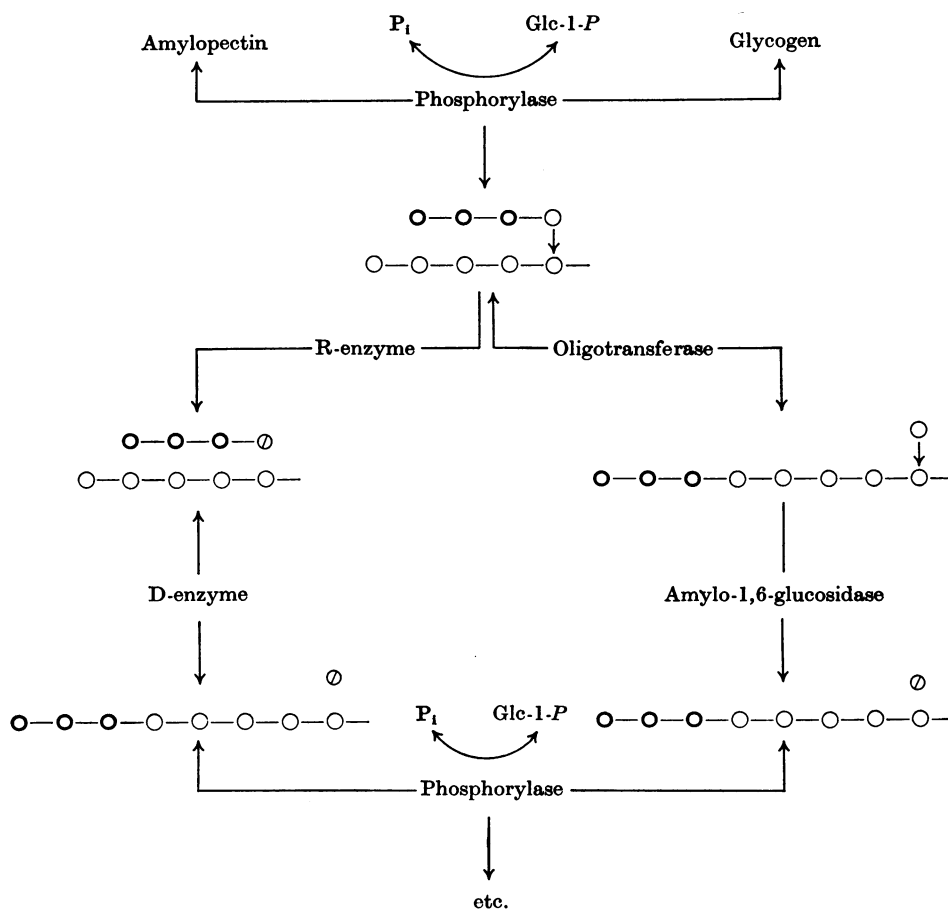 Pi
Glc-1-P
Amylopectin
Glycogen
Phosphorylase
R-enzyme
Oligotransferase
D-enzyme
Amylo-1,6-glucosidase
Pi
Glc-1-P
Phosphorylase
etc.